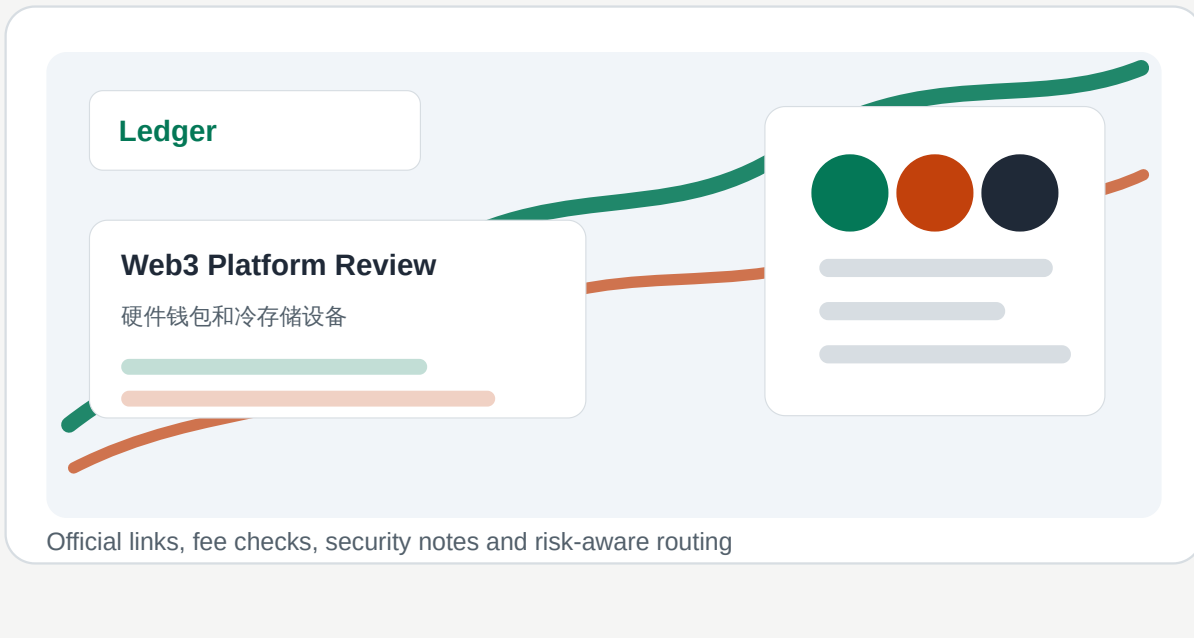 Ledger
Web3 Platform Review
硬件钱包和冷存储设备
Official links, fee checks, security notes and risk-aware routing